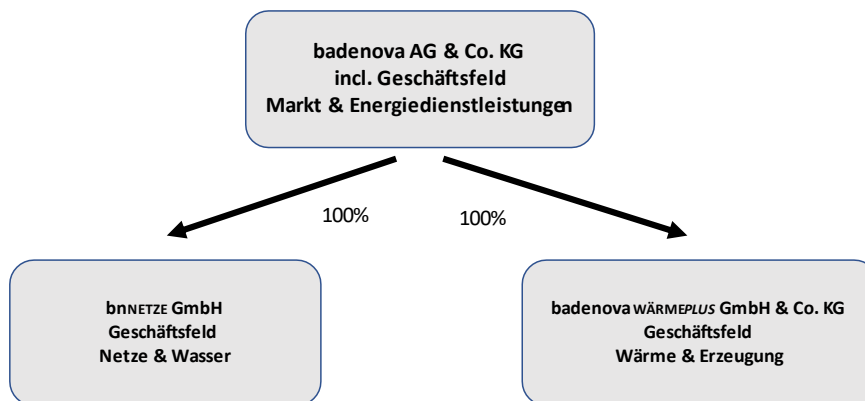 badenova AG & Co. KG
incl. Geschäftsfeld
Markt & Energiedienstleistungen
100%
100%
bnNETZE GmbH
Geschäftsfeld
Netze & Wasser
badenovaWÄRMEPLUS GmbH & Co. KG
Geschäftsfeld
Wärme & Erzeugung